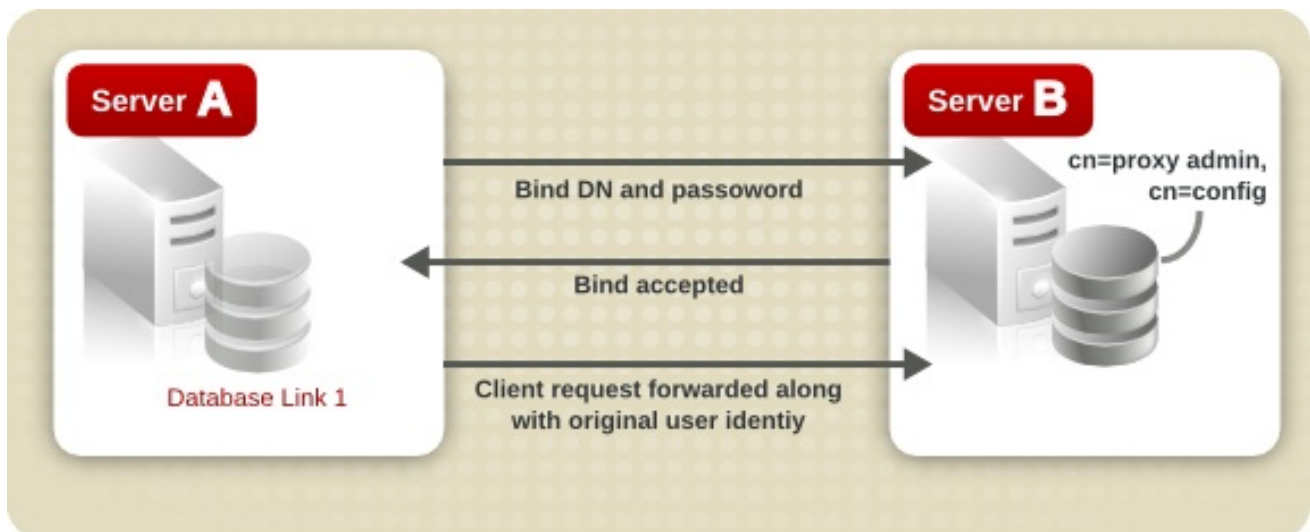 Server A
Server B
cn=proxy admin,
cn=config
Bind DN and passoword
Bind accepted
Client request forwarded along
with original user identiy
Database Link 1